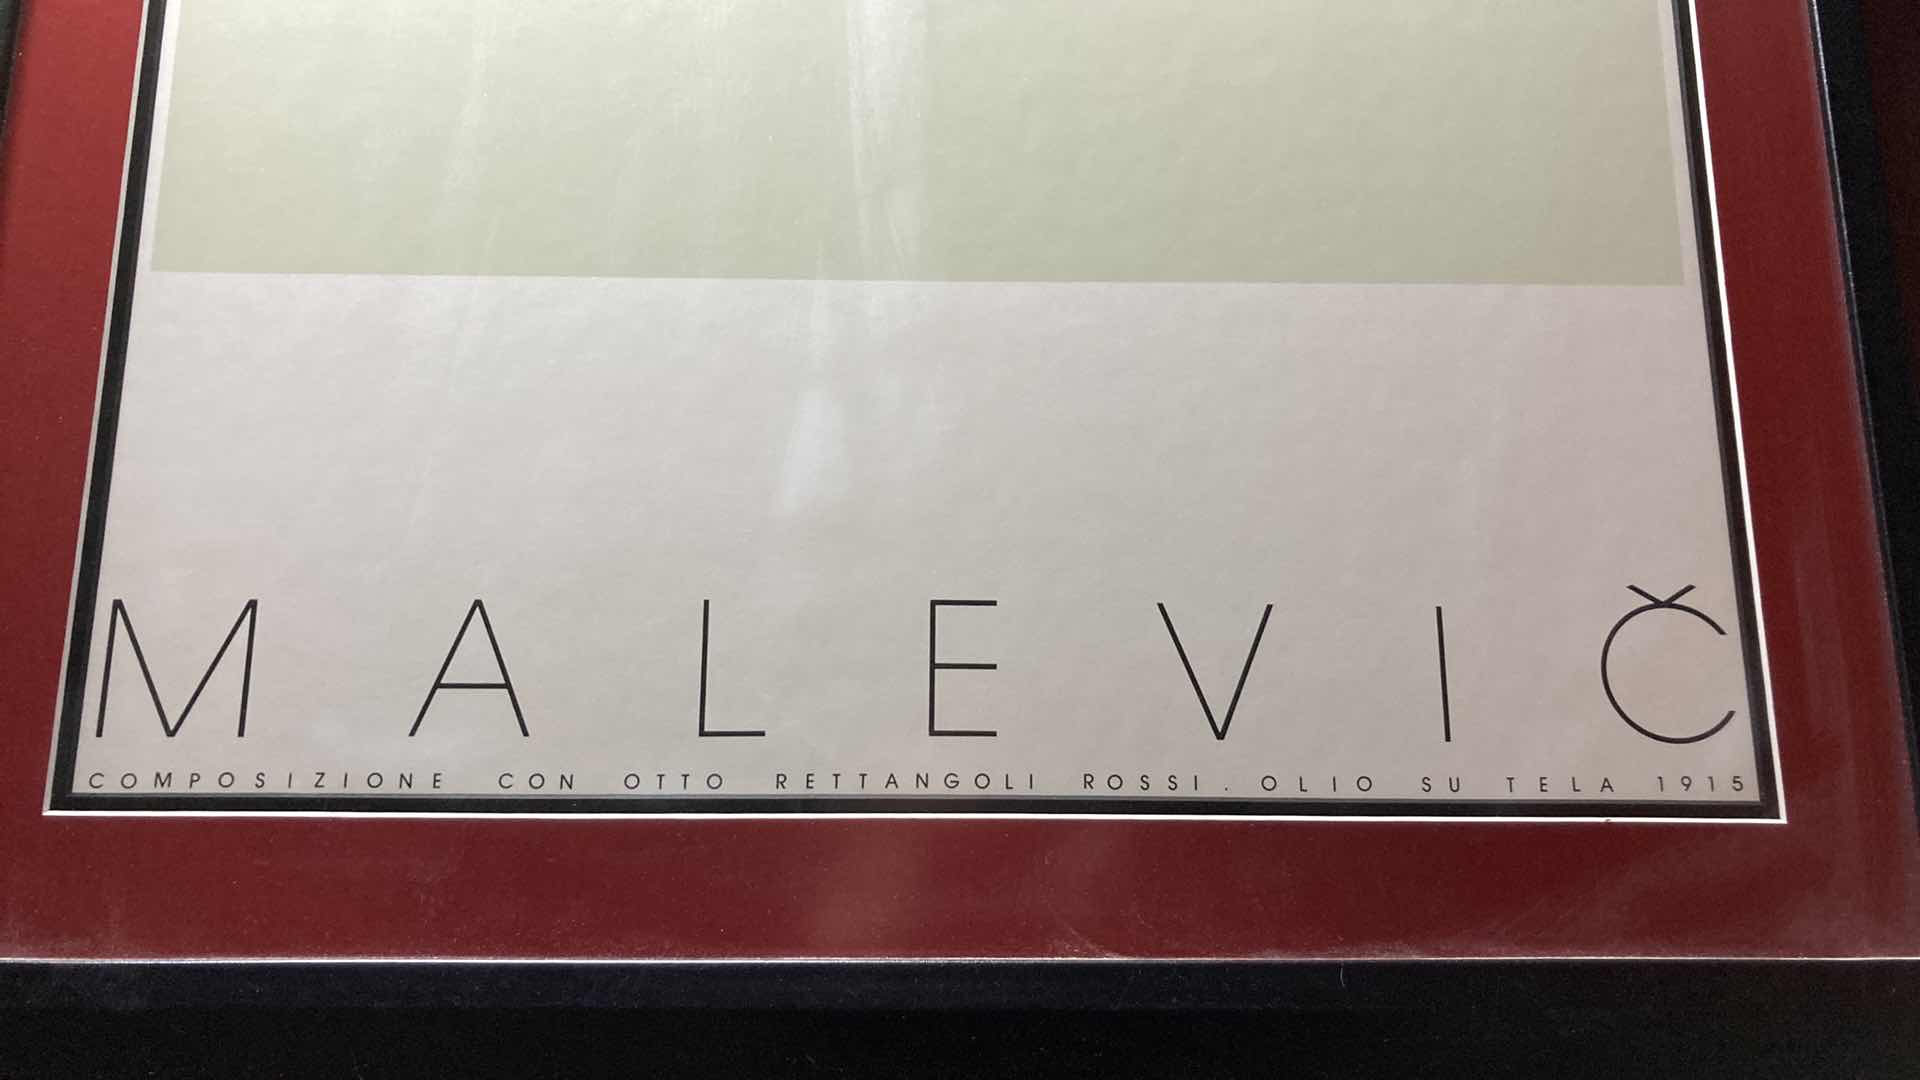 MALEVIČ
COMPOSIZIONE CON OTTO RETTANGOLI ROSSI. OLIO SU TELA 1915